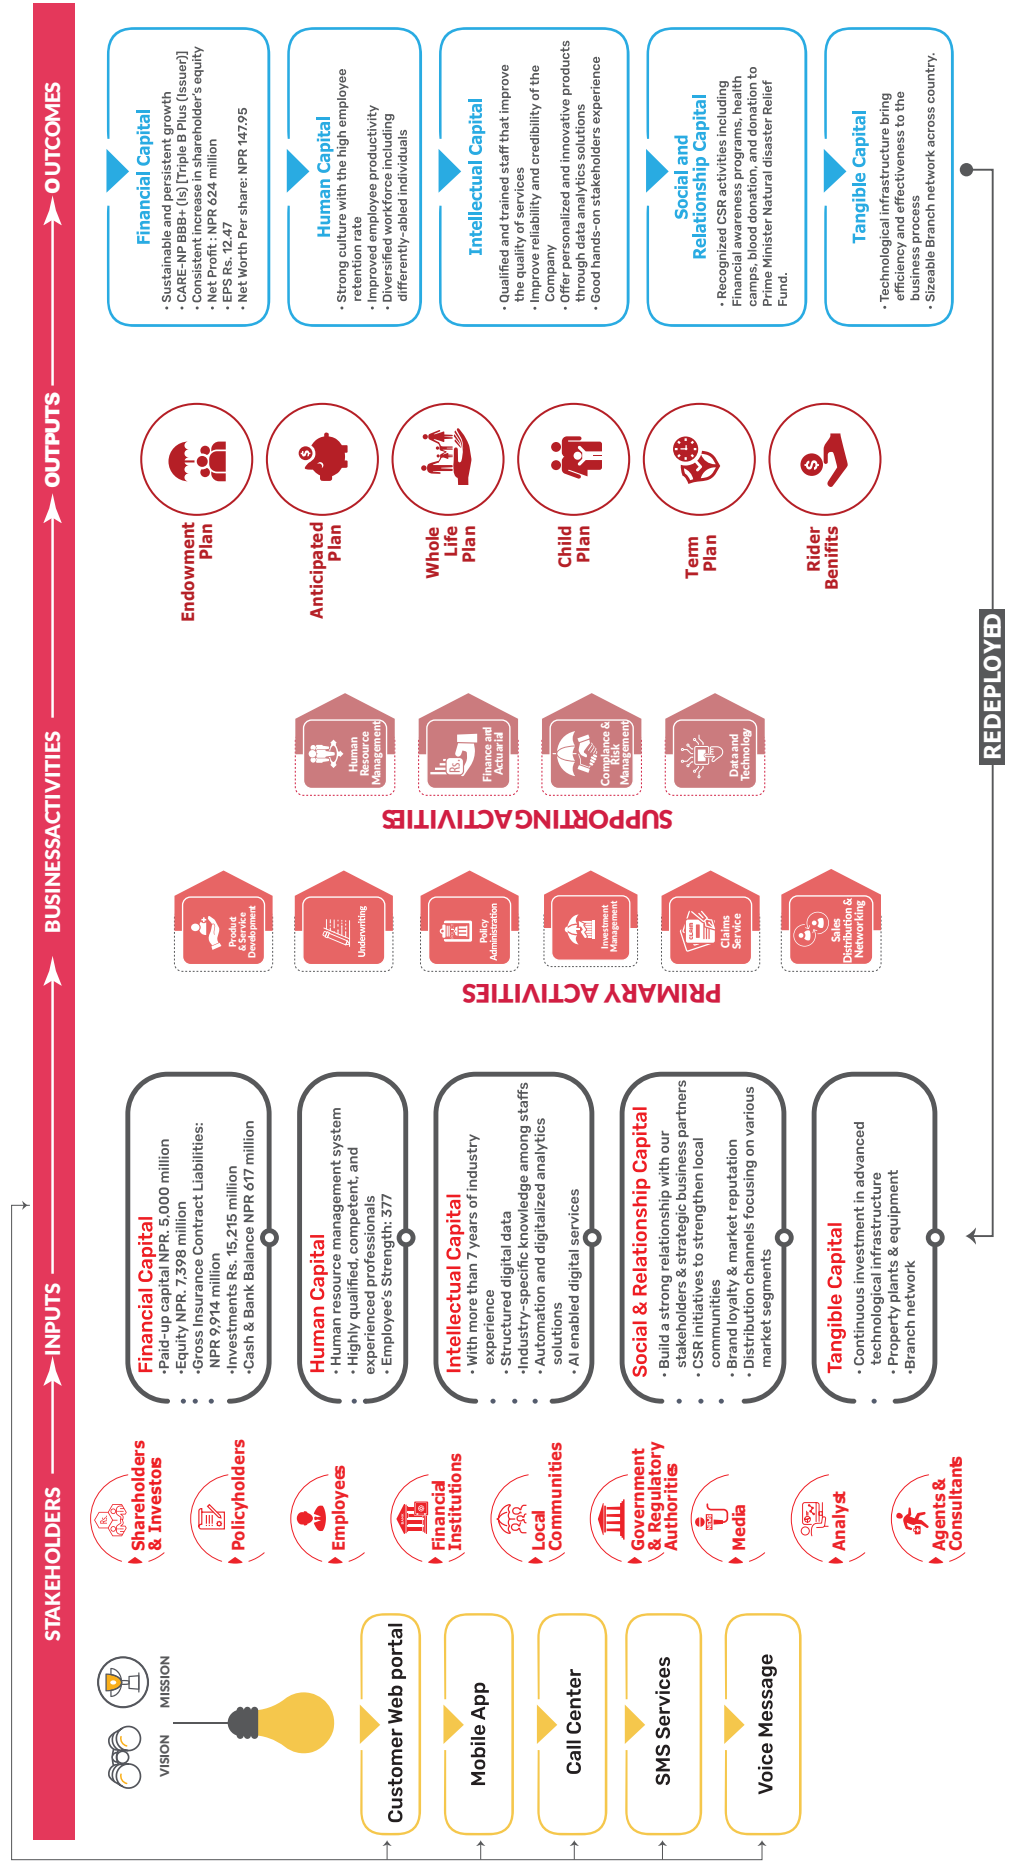 STAKEHOLDERS
INPUTS
BUSINESSACTIVITIES
OUTPUTS
OUTCOMES
VISION
MISSION
Customer Web portal
Mobile App
Call Center
SMS Services
Voice Message
Shareholders
& Investors
Policyholders
Employees
Financial
Institutions
Local
Communities
Government
& Regulatory
Authorities
Media
Analyst
Agents &
Consultants
Financial Capital
• Paid-up capital NPR. 5,000 million
• Equity NPR. 7,398 million
• Gross Insurance Contract Liabilities:
NPR 9,914 million
• Investments Rs. 15,215 million
• Cash & Bank Balance NPR 617 million
Human Capital
• Human resource management system
• Highly qualified, competent, and
experienced professionals
• Employee's Strength: 377
Intellectual Capital
• With more than 7 years of industry
experience
• Structured digital data
• Industry-specific knowledge among staffs
• Automation and digitalized analytics
solutions
• AI enabled digital services
Social & Relationship Capital
• Build a strong relationship with our
stakeholders & strategic business partners
• CSR initiatives to strengthen local
communities
• Brand loyalty & market reputation
• Distribution channels focusing on various
market segments
Tangible Capital
• Continuous investment in advanced
technological infrastructure
• Property plants & equipment
• Branch network
PRIMARY ACTIVITIES
Product
& Service
Development
Underwriting
Policy
Administration
Investment
Management
CLAIMS
Claims
Service
Sales
Distribution &
Networking
SUPPORTINGACTIVITIES
Human
Resource
Management
Rs
Finance and
Actuarial
Compliance &
Risk
Management
Data and
Technology
Endowment
Plan
Anticipated
Plan
Whole
Life
Plan
Child
Plan
Term
Plan
Rider
Benifits
Financial Capital
• Sustainable and persistent growth
• CARE-NP BBB+ (Is) [Triple B Plus (Issuer)]
• Consistent increase in shareholder's equity
• Net Profit : NPR 624 million
• EPS Rs. 12.47
• Net Worth Per share: NPR 147.95
Human Capital
• Strong culture with the high employee
retention rate
• Improved employee productivity
• Diversified workforce including
differently-abled individuals
Intellectual Capital
• Qualified and trained staff that improve
the quality of services
• Improve reliability and credibility of the
Company
• Offer personalized and innovative products
through data analytics solutions
• Good hands-on stakeholders experience
Social and
Relationship Capital
• Recognized CSR activities including
Financial awareness programs, health
camps, blood donation, and donation to
Prime Minister Natural disaster Relief
Fund.
Tangible Capital
• Technological infrastructure bring
efficiency and effectiveness to the
business process
• Sizeable Branch network across country.
REDEPLOYED